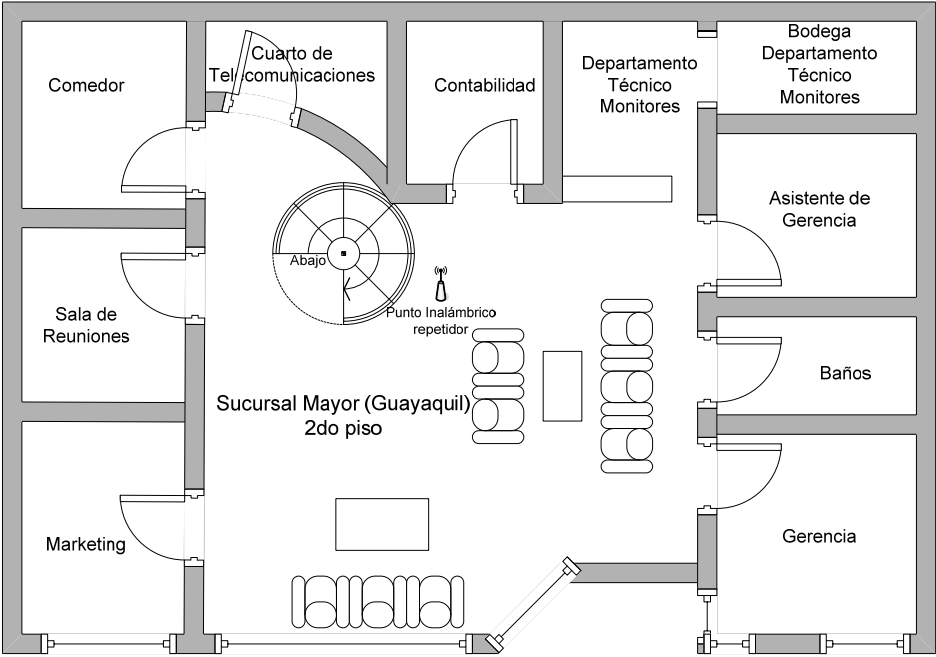 Comedor
Cuarto de
Telecomunicaciones
Contabilidad
Departamento
Técnico
Monitores
Bodega
Departamento
Técnico
Monitores
Asistente de
Gerencia
Abajo
Punto Inalámbrico
repetidor
Sala de
Reuniones
Baños
Sucursal Mayor (Guayaquil)
2do piso
Marketing
Gerencia